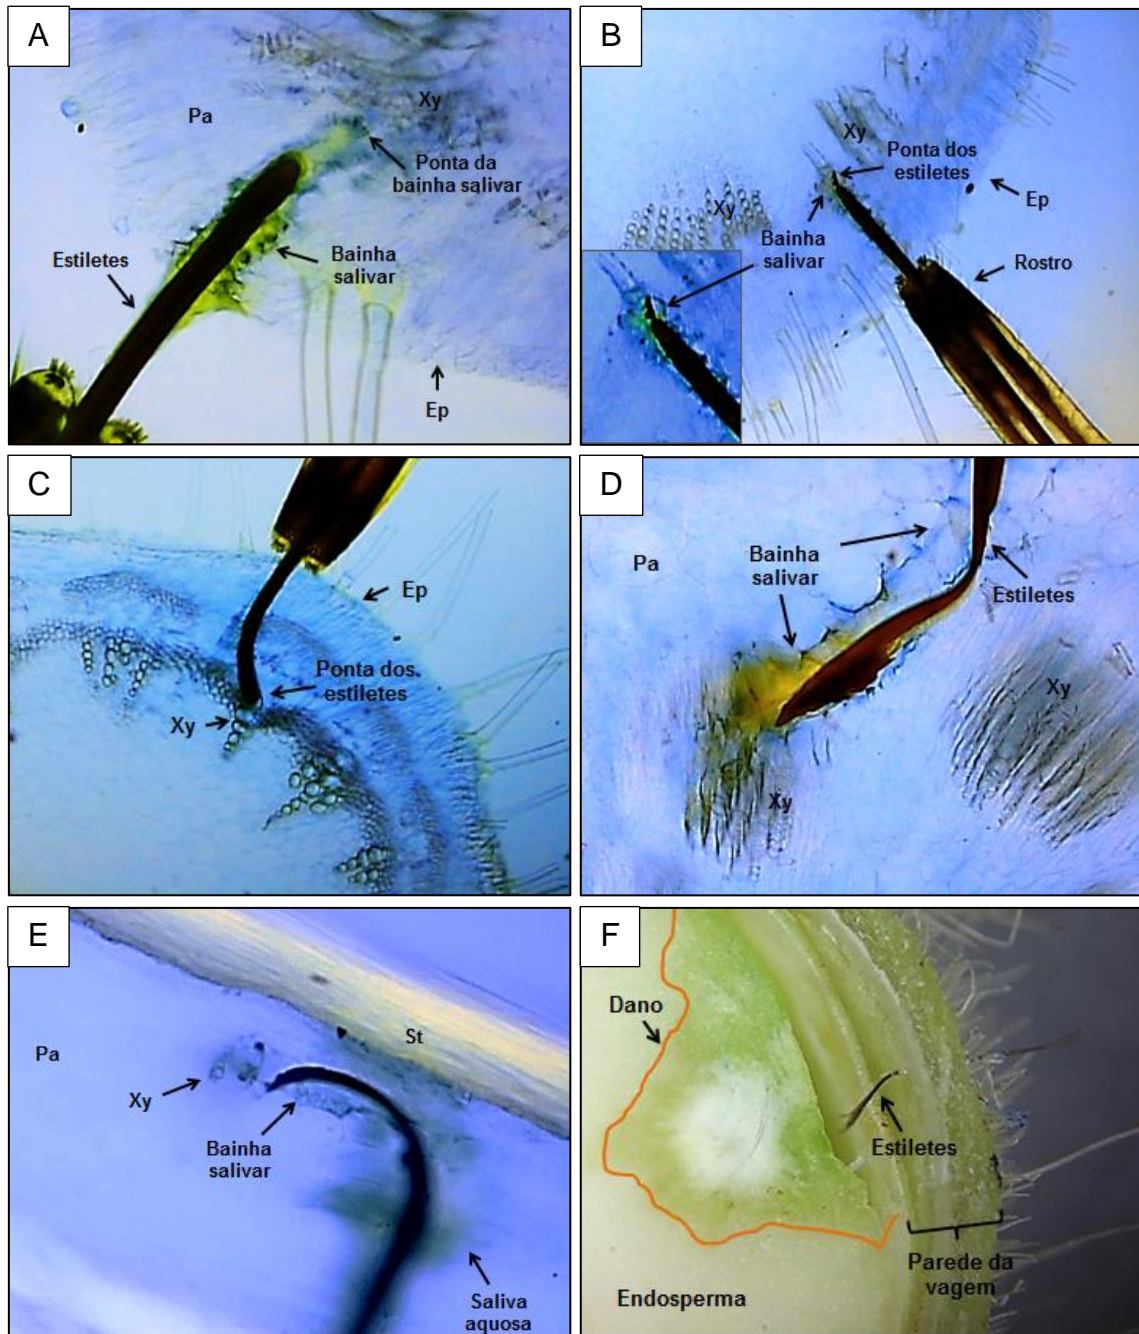 A
Pa
Xy
Ponta da
bainha salivar
Estiletes
Bainha
salivar
Ep
B
Xy
Ponta dos
estiletes
Xy
Ep
Bainha
salivar
Rostro
C
Ep
Ponta dos
estiletes
Xy
D
Bainha
salivar
Pa
Estiletes
Xy
Xy
E
St
Pa
Xy
Bainha
salivar
Saliva
aquosa
F
Dano
Estiletes
Parede da
vagem
Endosperma